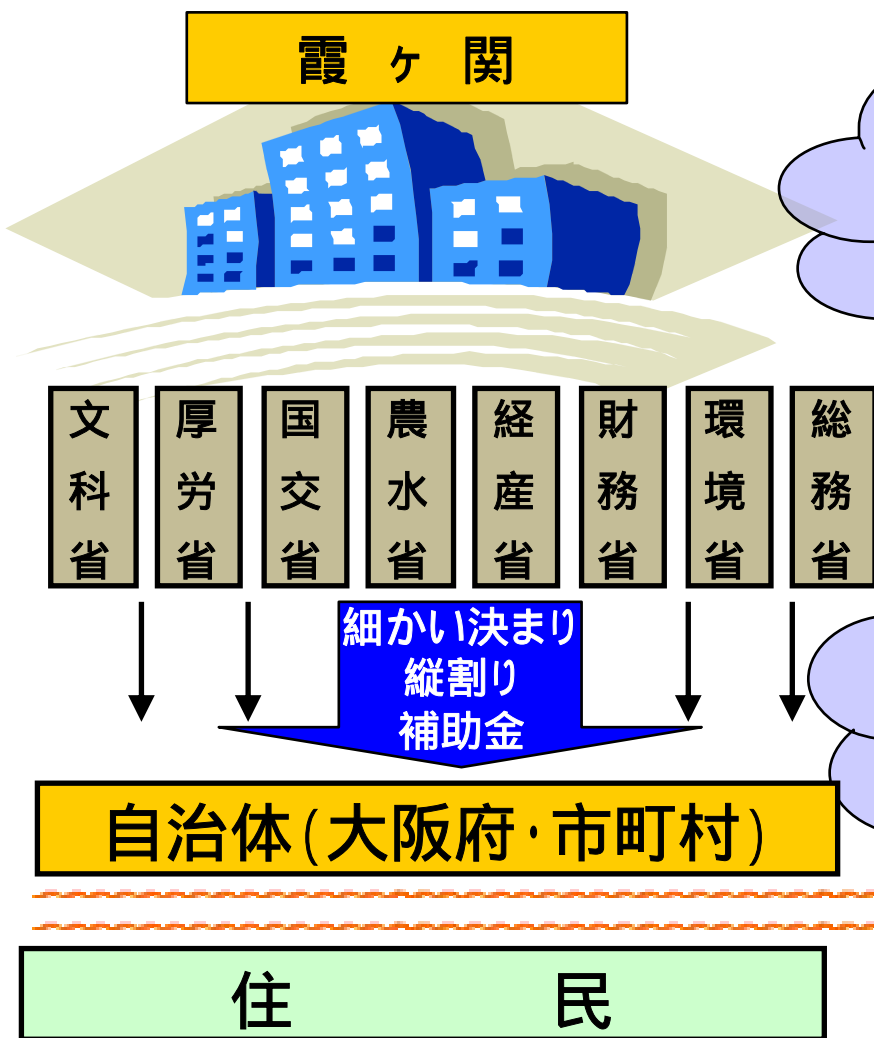 霞ヶ関
文科省
厚労省
国交省
農水省
経産省
財務省
環境省
総務省
細かい決まり
縦割り
補助金
自治体(大阪府・市町村)
住民